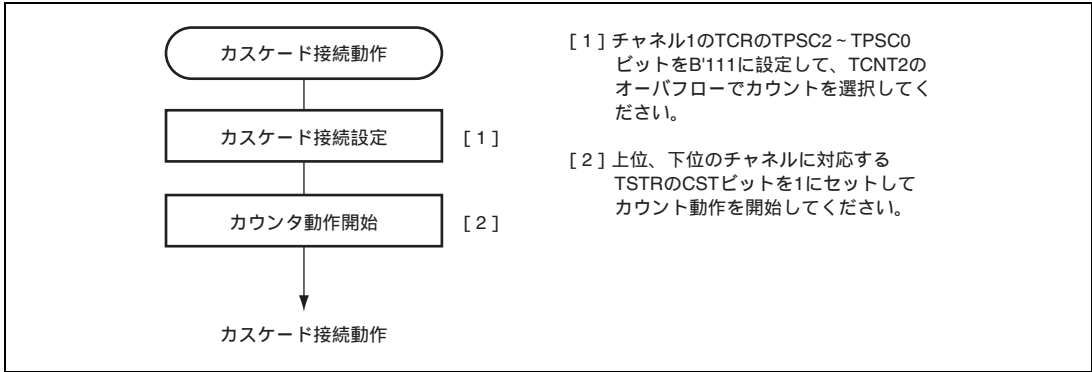 カスケード接続動作
カスケード接続設定 [1]
カウンタ動作開始 [2]
カスケード接続動作
[1] チャネル1のTCRのTPSC2~TPSC0
ビットをB'111に設定して、TCNT2の
オーバフローでカウントを選択してく
ださい。
[2] 上位、下位のチャネルに対応する
TSTRのCSTビットを1にセットして
カウント動作を開始してください。